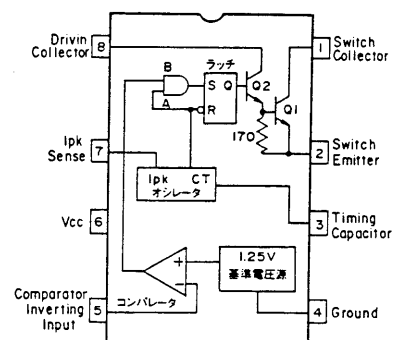 Drivin
Collector
8
1
Switch
Collector
ラッチ
B
S Q
Q2
A
R
Q1
170
Ipk
Sense
7
2
Switch
Emitter
Ipk CT
オシレータ
Vcc
6
3
Timing
Capacitor
+
−
1.25V
基準電圧源
コンパレータ
Comparator
Inverting
Input
5
4
Ground